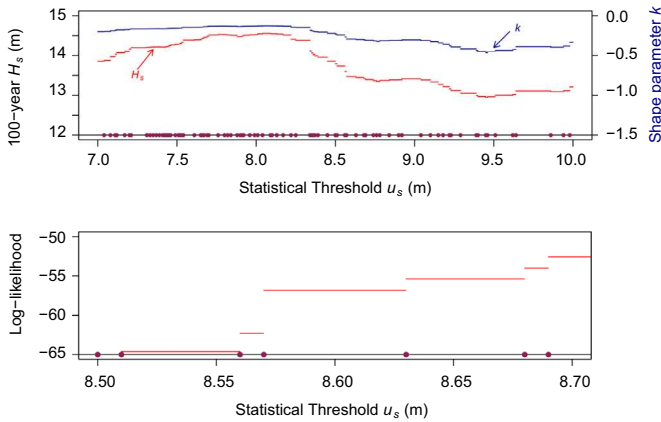 100−year Hs (m)
15
14
13
12
Hs
k
0.0
−0.5
−1.0
−1.5
Shape parameter k
7.0 7.5 8.0 8.5 9.0 9.5 10.0
Statistical Threshold us (m)
Log−likelihood
−50
−55
−60
−65
8.50 8.55 8.60 8.65 8.70
Statistical Threshold us (m)